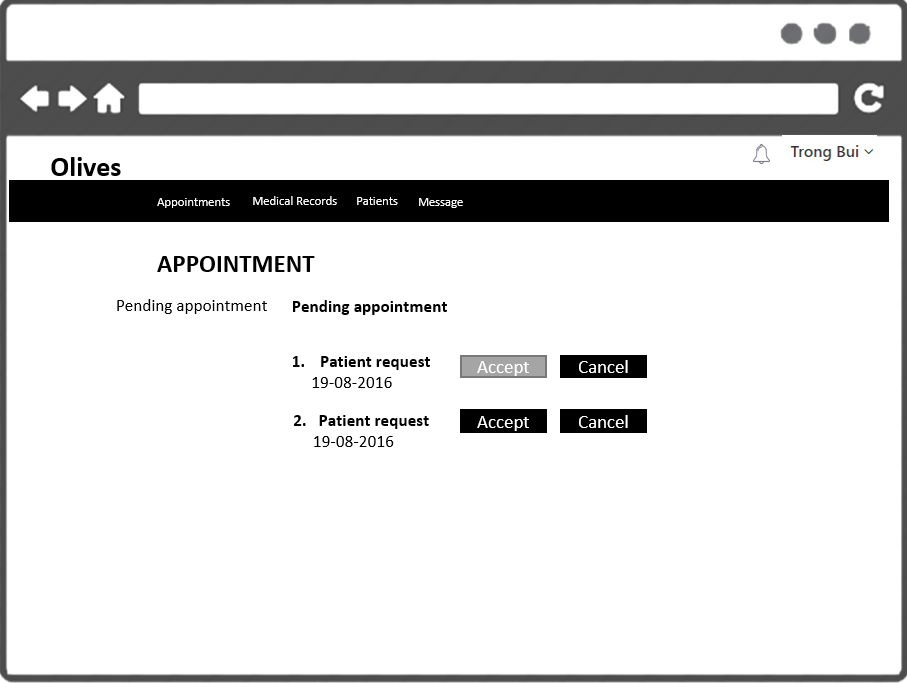 Trong Bui
Olives
Appointments Medical Records Patients Message
APPOINTMENT
Pending appointment Pending appointment
1. Patient request Accept Cancel
19-08-2016
2. Patient request Accept Cancel
19-08-2016